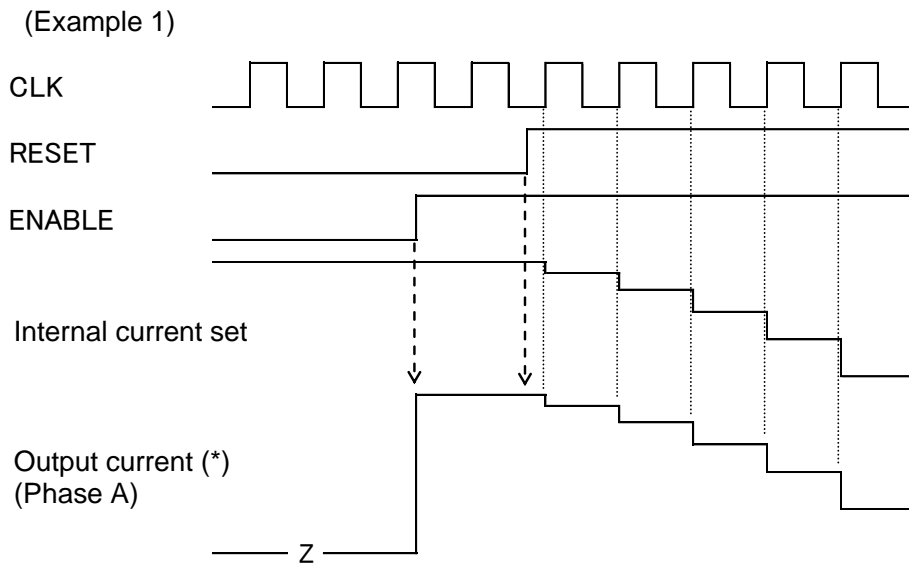 (Example 1)
CLK
RESET
ENABLE
Internal current set
Output current (*)
(Phase A)
Z